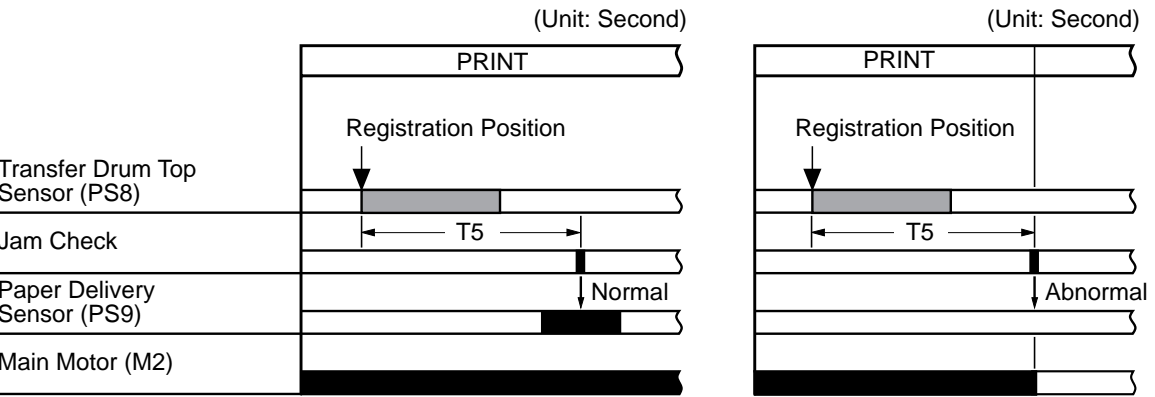 (Unit: Second)
(Unit: Second)
PRINT
PRINT
Registration Position
Registration Position
Transfer Drum Top
Sensor (PS8)
T5
T5
Jam Check
Paper Delivery
Sensor (PS9)
Normal
Abnormal
Main Motor (M2)